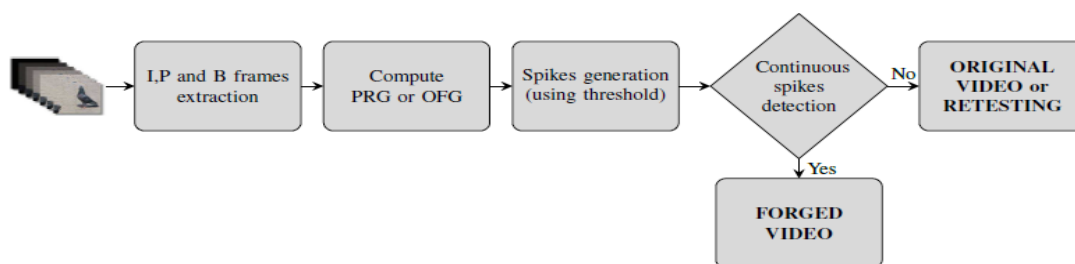 I,P and B frames
extraction
Compute
PRG or OFG
Spikes generation
(using threshold)
Continuous
spikes
detection
No
ORIGINAL
VIDEO or
RETESTING
Yes
FORGED
VIDEO